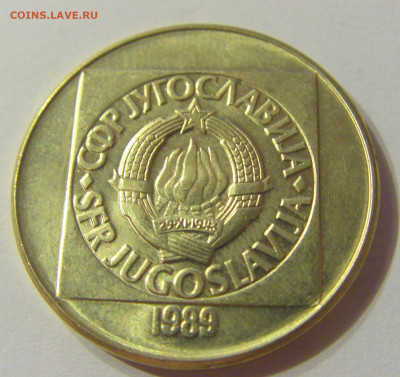 COINS.LAVE.RU
СФР ЈУГОСЛАВИЈА
29·XI·1943
SFR JUGOSLAVIJA
1989